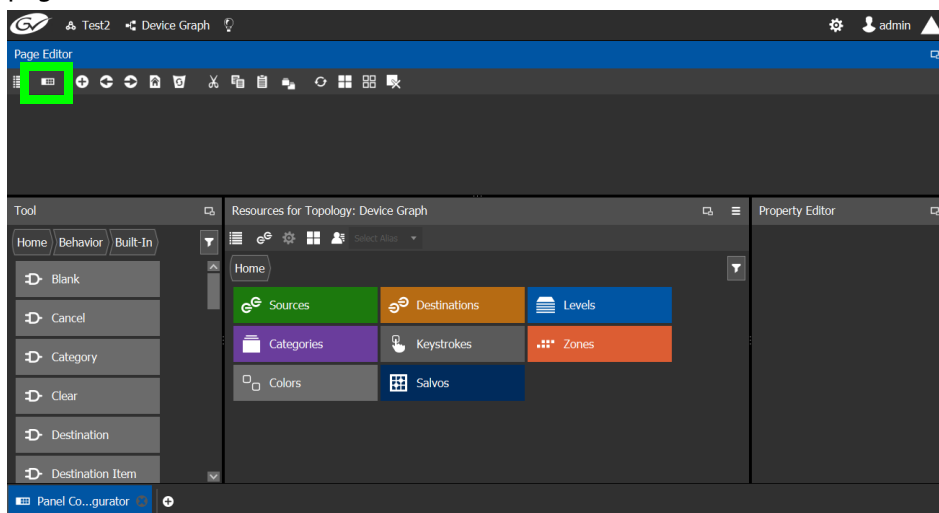 Test2 Device Graph admin
Page Editor
Tool Resources for Topology: Device Graph Property Editor
Home Behavior Built-In Select Alias
Home
Blank
Sources Destinations Levels
Cancel
Categories Keystrokes Zones
Category
Colors Salvos
Clear
Destination
Destination Item
Panel Co...gurator